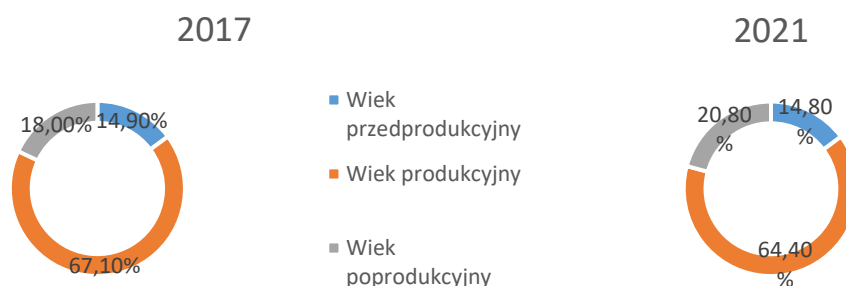 2017
18,00%
14,90%
67,10%
Wiek
przedprodukcyjny
Wiek produkcyjny
Wiek
poprodukcyjny
2021
20,80
%
14,80
%
64,40
%